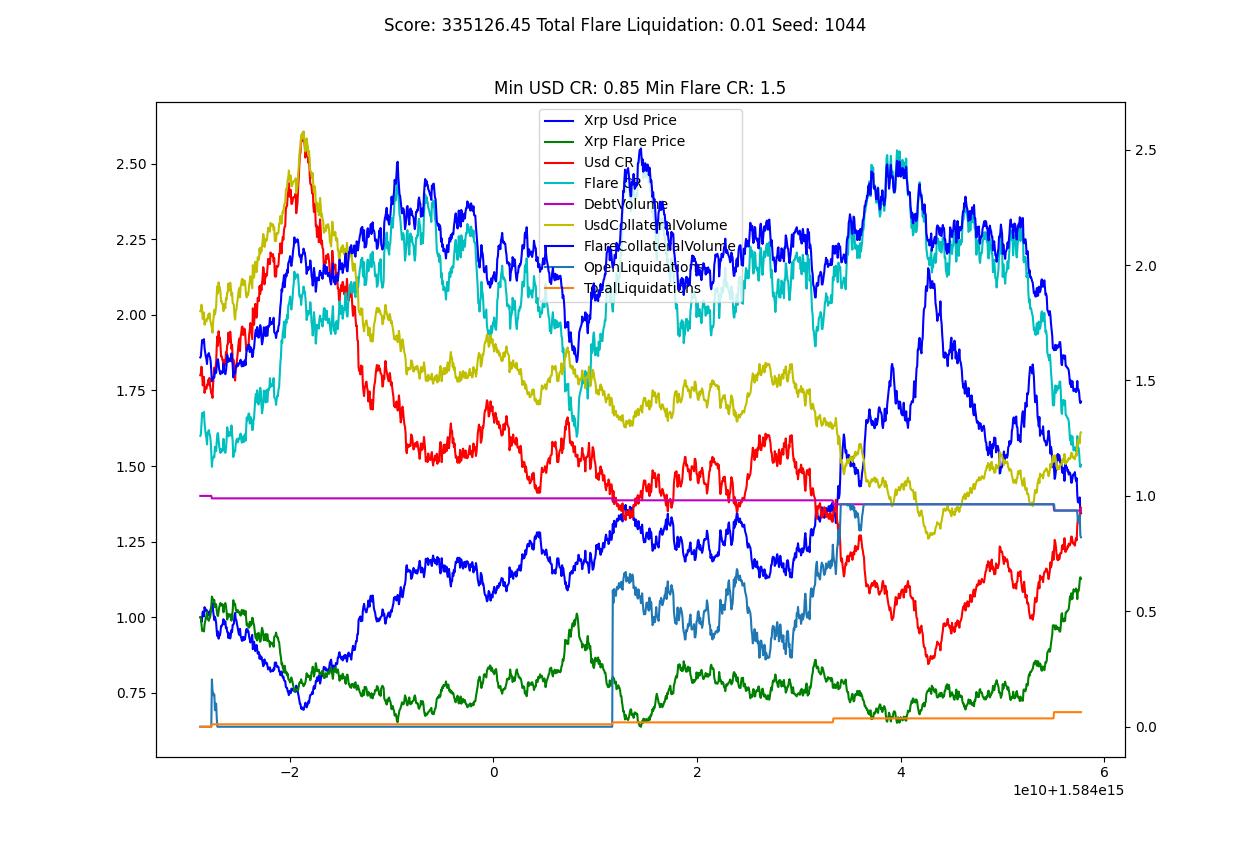 Score: 335126.45 Total Flare Liquidation: 0.01 Seed: 1044
Min USD CR: 0.85 Min Flare CR: 1.5
Xrp Usd Price
Xrp Flare Price
Usd CR
Flare CR
DebtVolume
UsdCollateralVolume
FlareCollateralVolume
OpenLiquidations
TotalLiquidations
2.50
2.25
2.00
1.75
1.50
1.25
1.00
0.75
2.5
2.0
1.5
1.0
0.5
0.0
−2 0 2 4 6
1e10+1.584e15